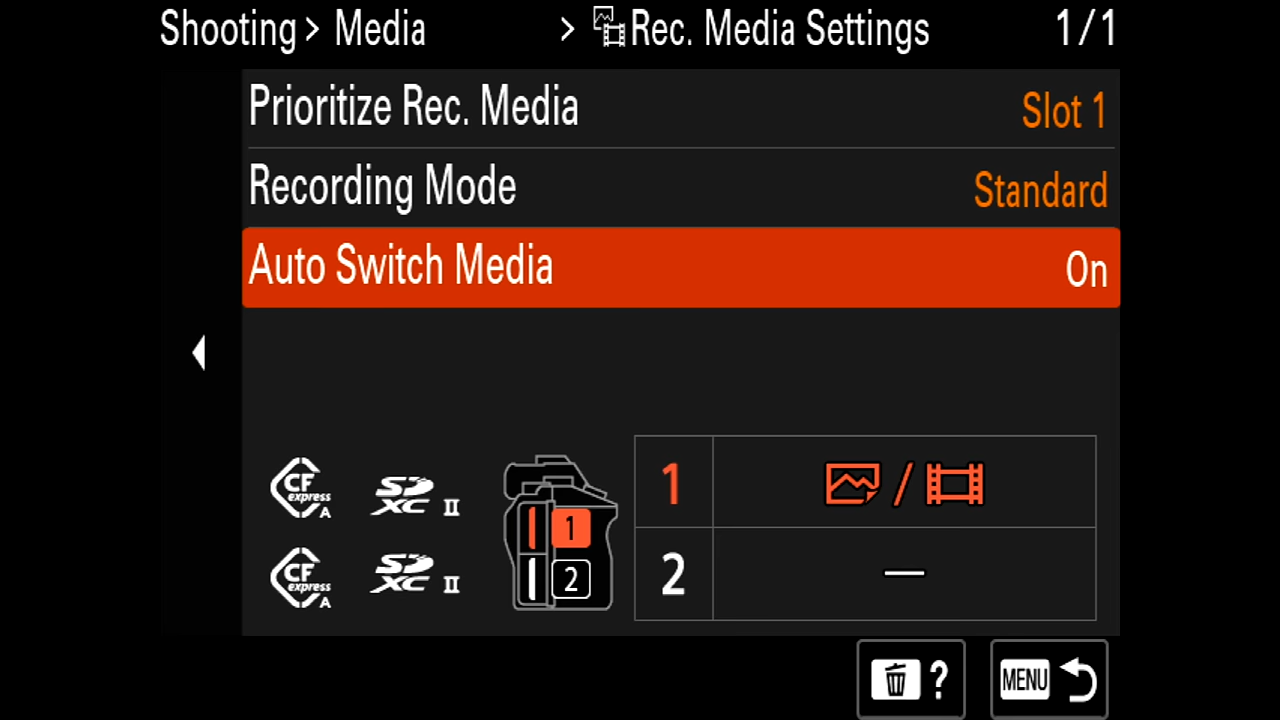 Shooting> Media > Rec. Media Settings 1/1
Prioritize Rec. Media Slot 1
Recording Mode Standard
Auto Switch Media On
CF express A SD XC II 1 1
CF express A SD XC II 2 2 —
? MENU